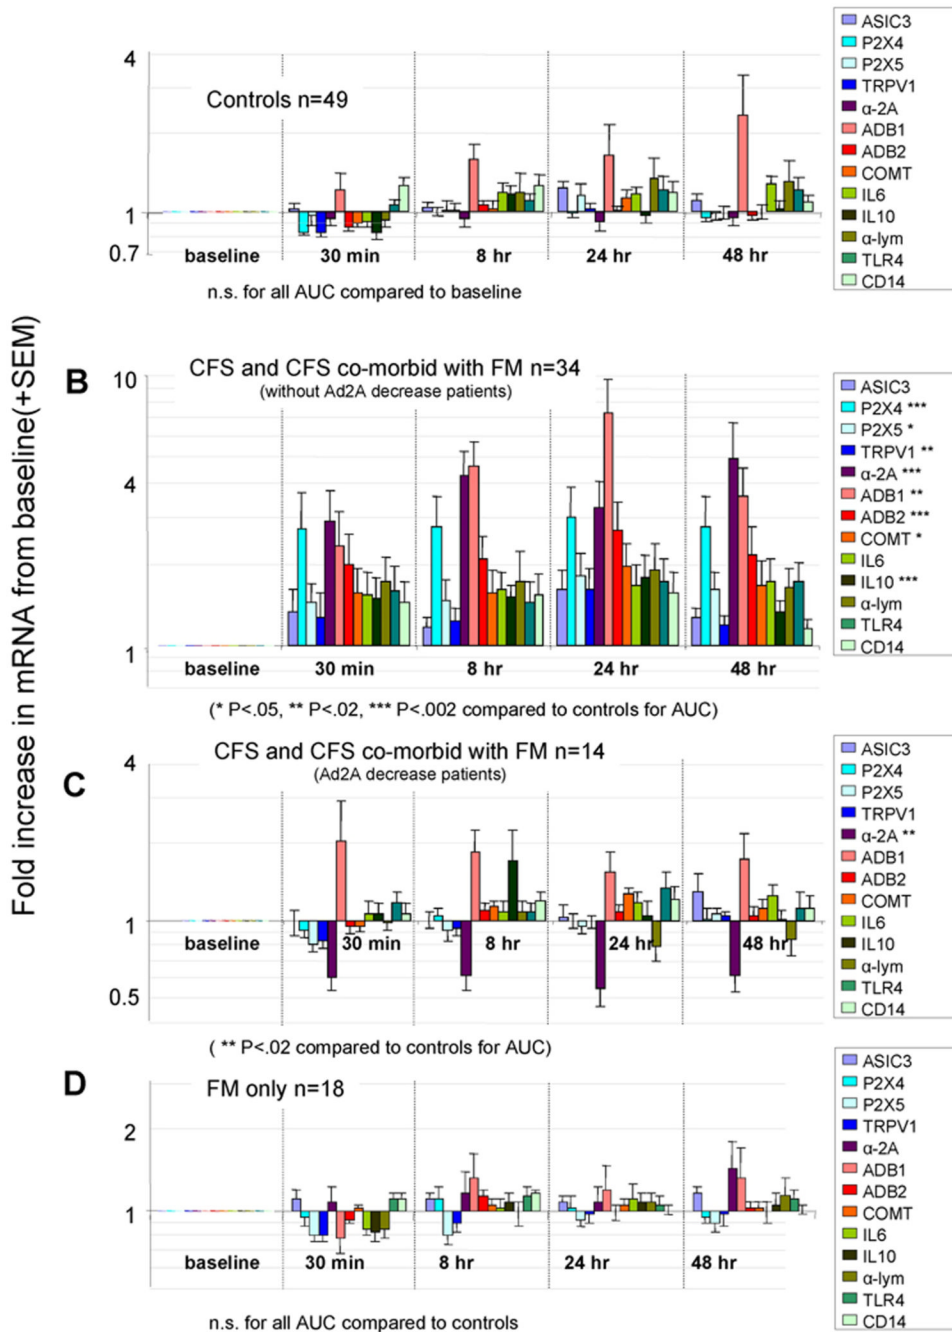 Fold increase in mRNA from baseline(+SEM)
4
1
0.7
Controls n=49
baseline
30 min
8 hr
24 hr
48 hr
n.s. for all AUC compared to baseline
ASIC3
P2X4
P2X5
TRPV1
α-2A
ADB1
ADB2
COMT
IL6
IL10
α-lym
TLR4
CD14
B
CFS and CFS co-morbid with FM n=34
(without Ad2A decrease patients)
10
4
1
baseline
30 min
8 hr
24 hr
48 hr
(* P<.05, ** P<.02, *** P<.002 compared to controls for AUC)
ASIC3
P2X4 ***
P2X5 *
TRPV1 **
α-2A ***
ADB1 **
ADB2 ***
COMT *
IL6
IL10 ***
α-lym
TLR4
CD14
C
CFS and CFS co-morbid with FM n=14
(Ad2A decrease patients)
4
1
0.5
baseline
30 min
8 hr
24 hr
48 hr
( ** P<.02 compared to controls for AUC)
ASIC3
P2X4
P2X5
TRPV1
α-2A **
ADB1
ADB2
COMT
IL6
IL10
α-lym
TLR4
CD14
D
FM only n=18
2
1
baseline
30 min
8 hr
24 hr
48 hr
n.s. for all AUC compared to controls
ASIC3
P2X4
P2X5
TRPV1
α-2A
ADB1
ADB2
COMT
IL6
IL10
α-lym
TLR4
CD14